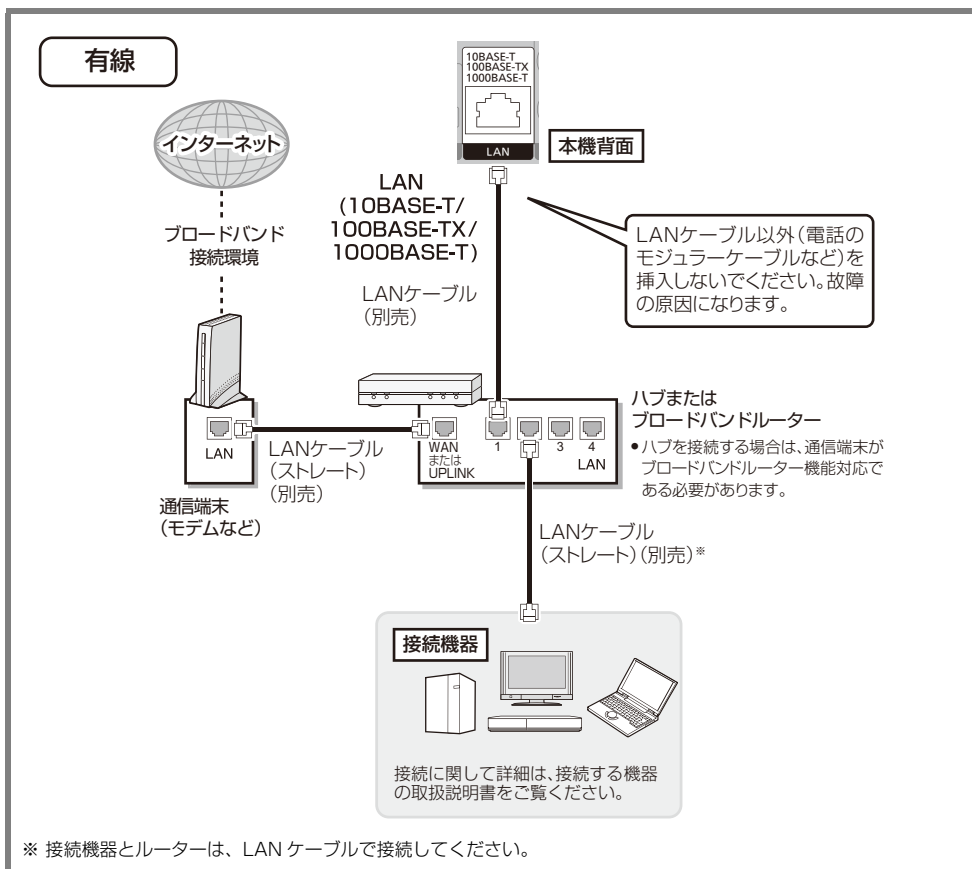 有線
インターネット
ブロードバンド
接続環境
10BASE-T
100BASE-TX
1000BASE-T
LAN
本機背面
LAN
(10BASE-T/
100BASE-TX/
1000BASE-T)
LANケーブル
(別売)
LANケーブル以外(電話の
モジュラーケーブルなど)を
挿入しないでください。故障
の原因になります。
LAN
通信端末
(モデムなど)
LANケーブル
(ストレート)
(別売)
WAN
または
UPLINK
1
3
4
LAN
ハブまたは
ブロードバンドルーター
•ハブを接続する場合は、通信端末が
ブロードバンドルーター機能対応で
ある必要があります。
LANケーブル
(ストレート)(別売)※
接続機器
接続に関して詳細は、接続する機器
の取扱説明書をご覧ください。
※ 接続機器とルーターは、LAN ケーブルで接続してください。